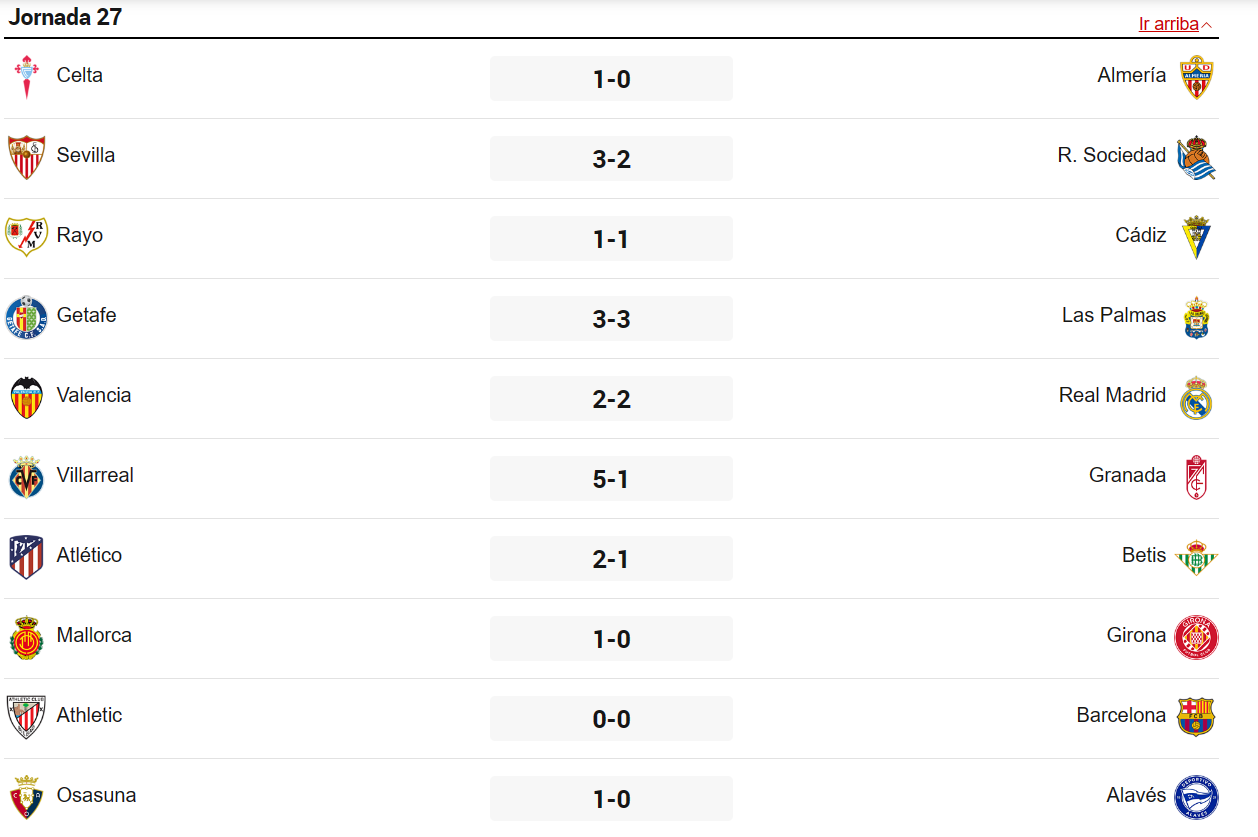 Jornada 27
Ir arriba
Celta 1-0 Almería
Sevilla 3-2 R. Sociedad
Rayo 1-1 Cádiz
Getafe 3-3 Las Palmas
Valencia 2-2 Real Madrid
Villarreal 5-1 Granada
Atlético 2-1 Betis
Mallorca 1-0 Girona
Athletic 0-0 Barcelona
Osasuna 1-0 Alavés